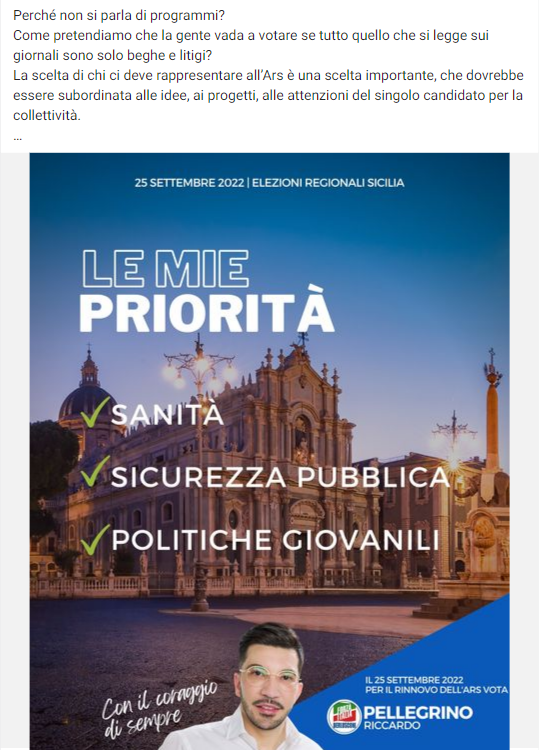 Perché non si parla di programmi?
Come pretendiamo che la gente vada a votare se tutto quello che si legge sui
giornali sono solo beghe e litigi?
La scelta di chi ci deve rappresentare all'Ars è una scelta importante, che dovrebbe
essere subordinata alle idee, ai progetti, alle attenzioni del singolo candidato per la
collettività.
...
25 SETTEMBRE 2022 | ELEZIONI REGIONALI SICILIA
LE MIE
PRIORITÀ
SANITÀ
SICUREZZA PUBBLICA
POLITICHE GIOVANILI
Con il coraggio
di sempre
IL 25 SETTEMBRE 2022
PER IL RINNOVO DELL'ARS VOTA
FORZA
ITALIA
PELLEGRINO
RICCARDO